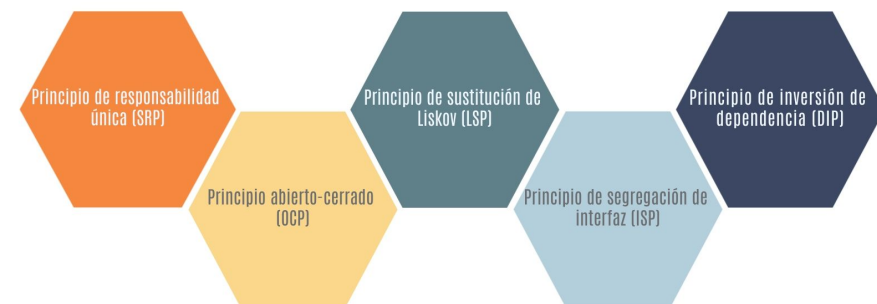 Principio de responsabilidad
única (SRP)
Principio abierto-cerrado
(OCP)
Principio de sustitución de
Liskov (LSP)
Principio de segregación de
interfaz (ISP)
Principio de inversión de
dependencia (DIP)